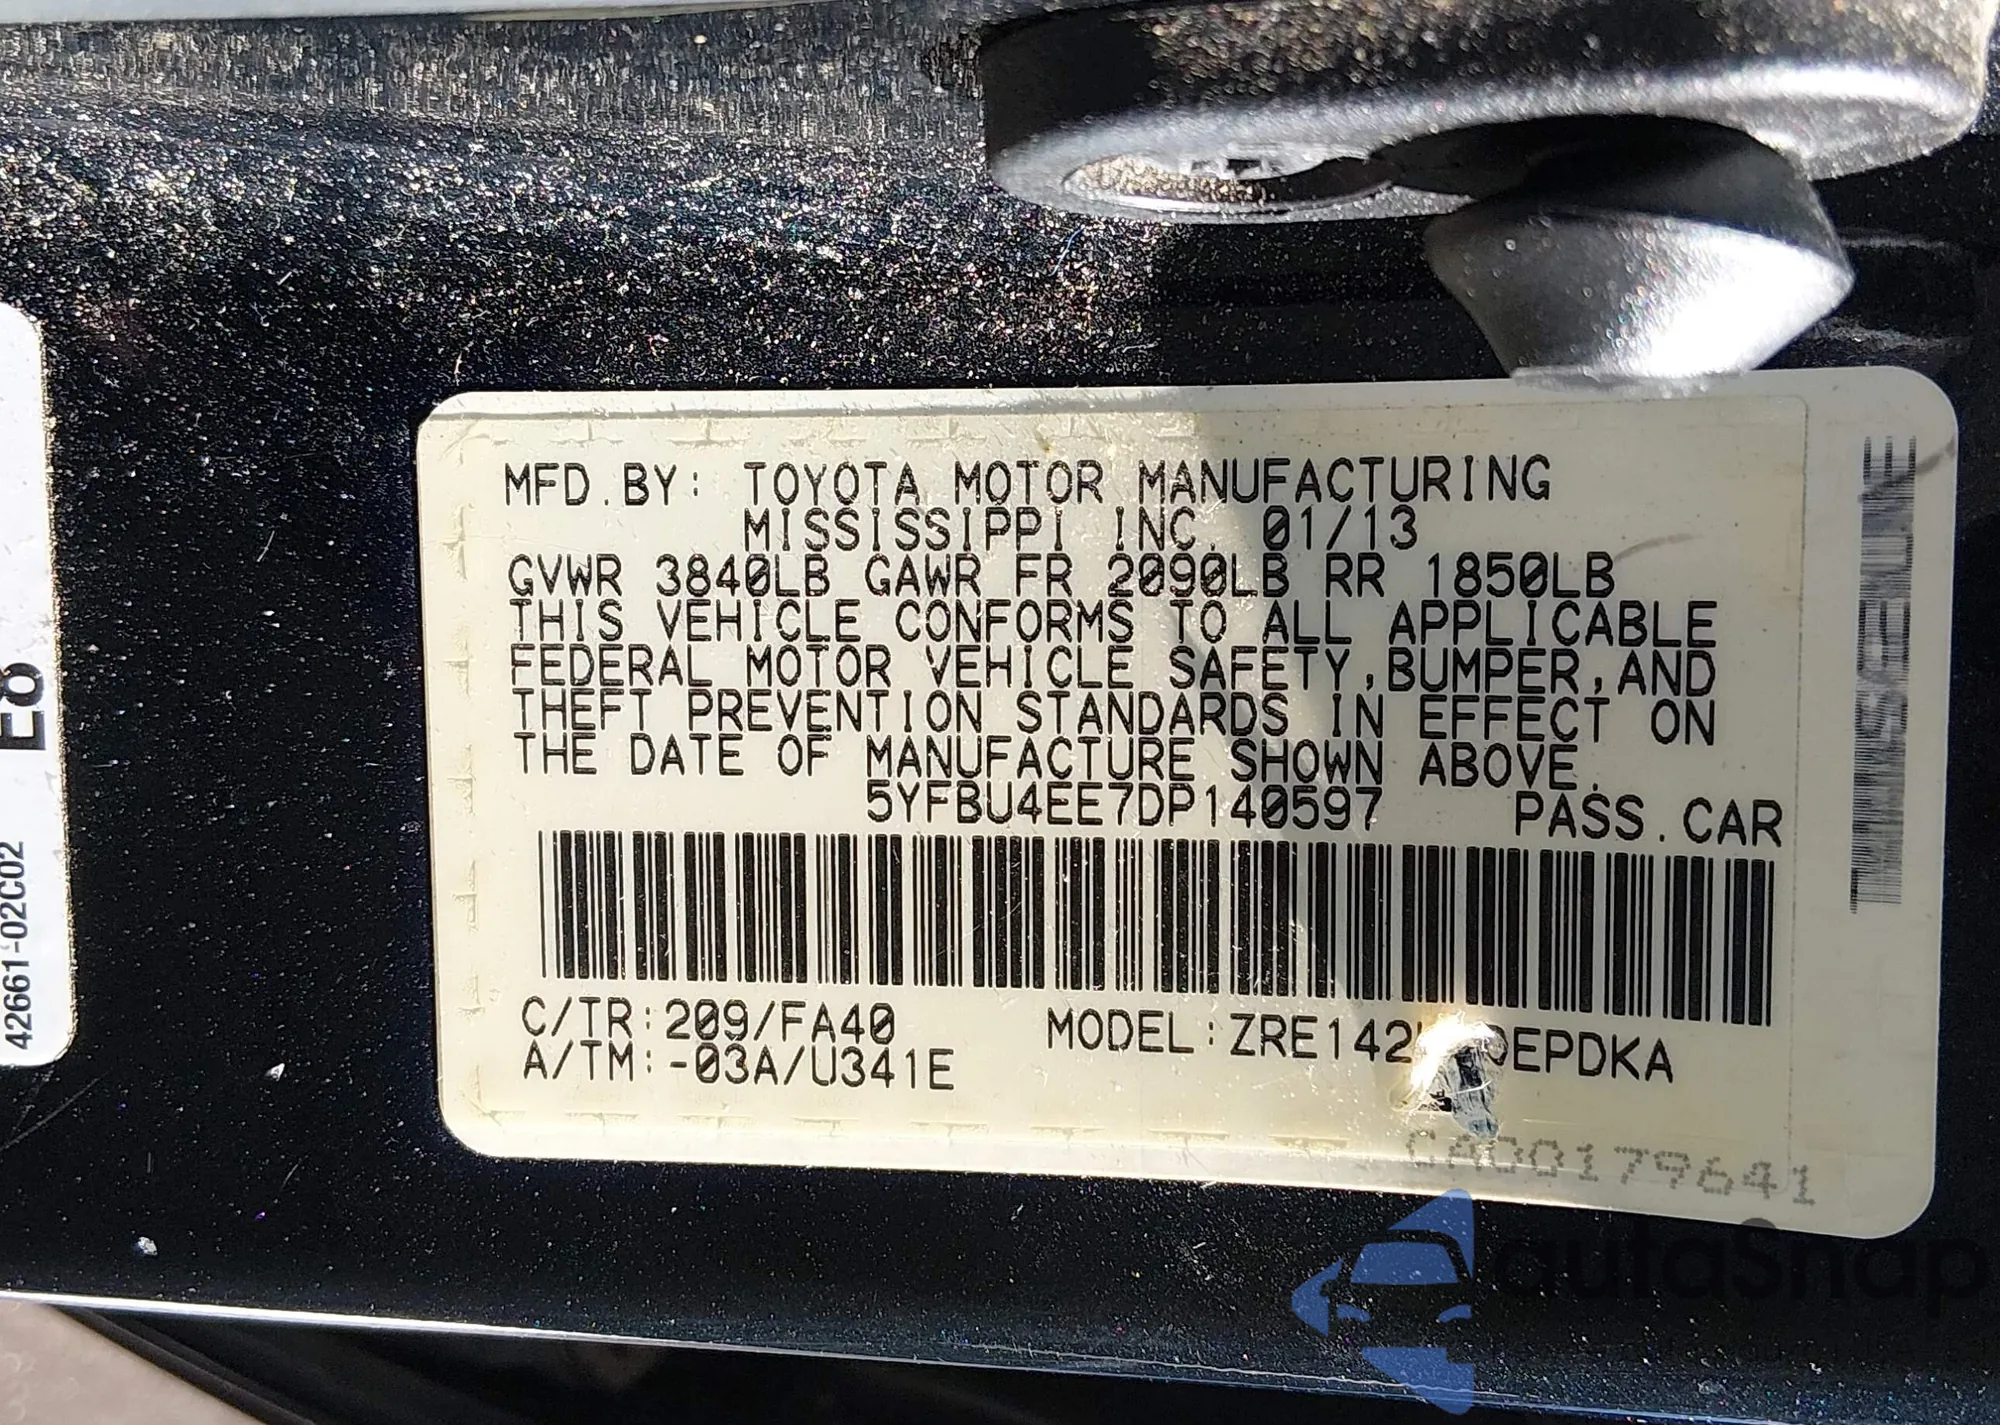 MFD.BY: TOYOTA MOTOR MANUFACTURING
MISSISSIPPI INC. 01/13
GVWR 3840LB GAWR FR 2090LB RR 1850LB
THIS VEHICLE CONFORMS TO ALL APPLICABLE
FEDERAL MOTOR VEHICLE SAFETY,BUMPER,AND
THEFT PREVENTION STANDARDS IN EFFECT ON
THE DATE OF MANUFACTURE SHOWN ABOVE.
5YFBU4EE7DP140597 PASS.CAR
C/TR:209/FA40 MODEL:
A/TM:-03A/U341E
CA00179641
E8
42661-02C02
autosnap